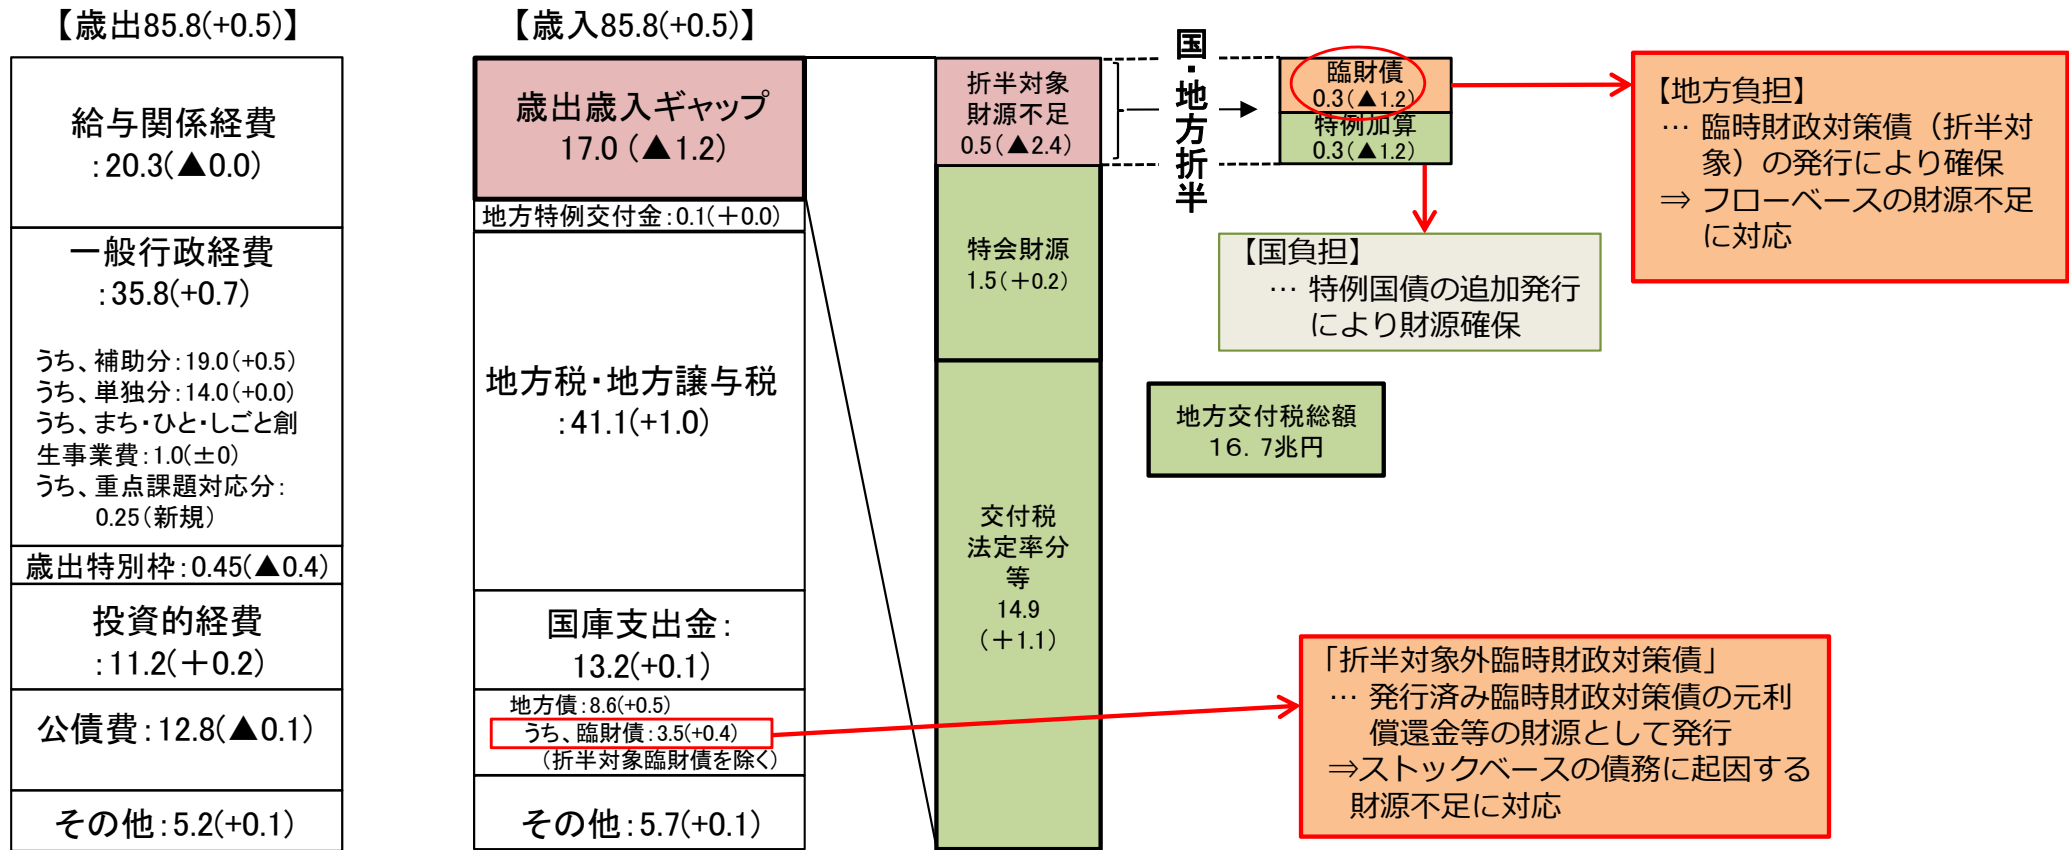 【歳出85.8(+0.5)】
給与関係経費
:20.3(▲0.0)
一般行政経費
:35.8(+0.7)
うち、補助分:19.0(+0.5)
うち、単独分:14.0(+0.0)
うち、まち・ひと・しごと創
生事業費:1.0(±0)
うち、重点課題対応分:
0.25(新規)
歳出特別枠:0.45(▲0.4)
投資的経費
:11.2(+0.2)
公債費:12.8(▲0.1)
その他:5.2(+0.1)
【歳入85.8(+0.5)】
歳出歳入ギャップ
17.0 (▲1.2)
地方特例交付金:0.1(+0.0)
地方税・地方譲与税
:41.1(+1.0)
国庫支出金:
13.2(+0.1)
地方債:8.6(+0.5)
うち、臨財債:3.5(+0.4)
(折半対象臨財債を除く)
その他:5.7(+0.1)
折半対象
財源不足
0.5(▲2.4)
特会財源
1.5(+0.2)
交付税
法定率分
等
14.9
(+1.1)
国・地方折半
臨財債
0.3(▲1.2)
特例加算
0.3(▲1.2)
【地方負担】
… 臨時財政対策債（折半対
象）の発行により確保
⇒ フローベースの財源不足
に対応
【国負担】
… 特例国債の追加発行
により財源確保
地方交付税総額
１６．７兆円
「折半対象外臨時財政対策債」
… 発行済み臨時財政対策債の元利
償還金等の財源として発行
⇒ストックベースの債務に起因する
財源不足に対応